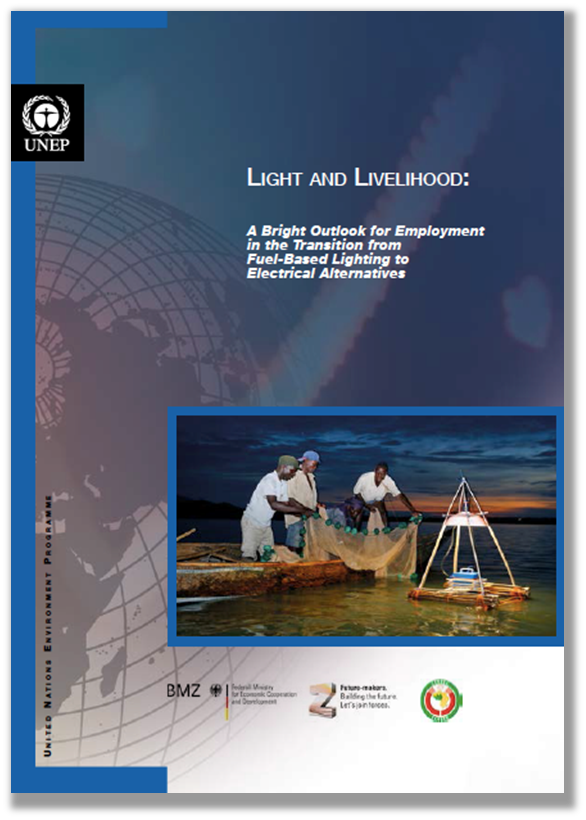 UNEP
LIGHT AND LIVELIHOOD:
A Bright Outlook for Employment
in the Transition from
Fuel-Based Lighting to
Electrical Alternatives
UNITED NATIONS ENVIRONMENT PROGRAMME
BMZ
Federal Ministry
for Economic Cooperation
and Development
Future-makers.
Building the future.
Let's join forces.